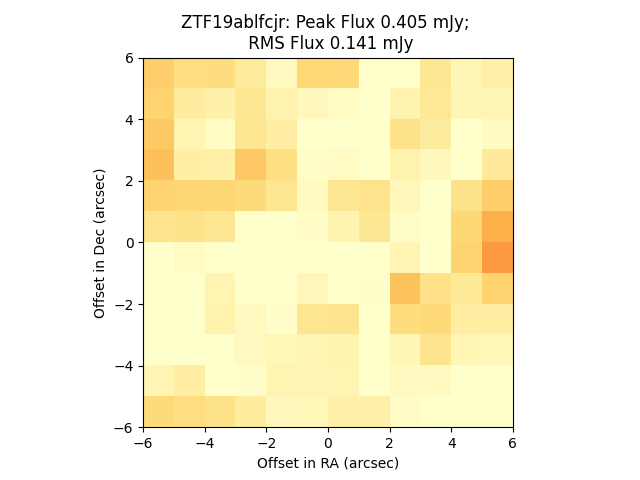 ZTF19ablfcjr: Peak Flux 0.405 mJy;
RMS Flux 0.141 mJy
6
4
2
0
−2
−4
−6
Offset in Dec (arcsec)
−6 −4 −2 0 2 4 6
Offset in RA (arcsec)